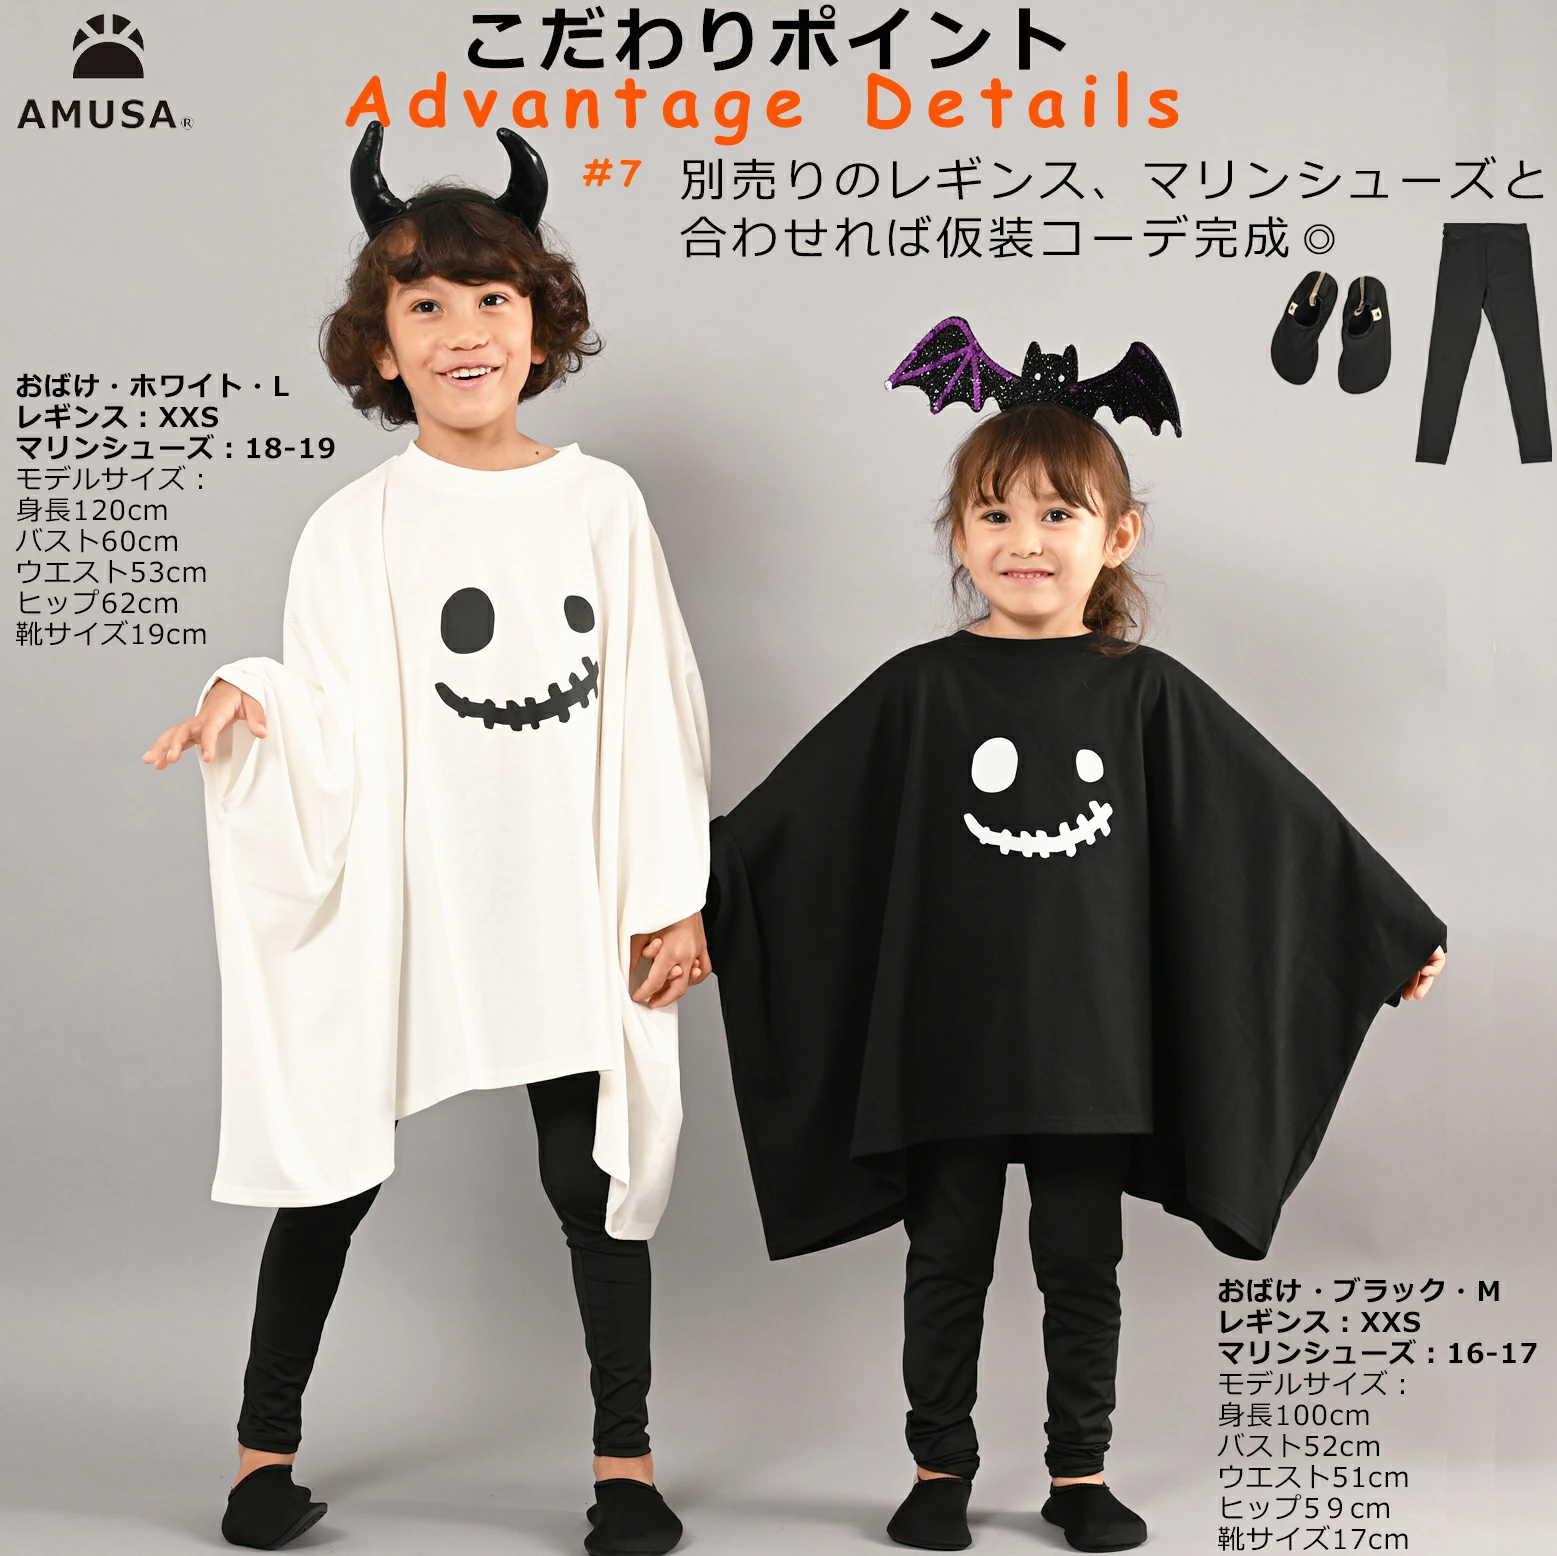 こだわりポイント
AMUSA®
Advantage Details
#7 別売りのレギンス、マリンシューズと
合わせれば仮装コーデ完成◎
おばけ・ホワイト・L
レギンス：XXS
マリンシューズ：18-19
モデルサイズ：
身長120cm
バスト60cm
ウエスト53cm
ヒップ62cm
靴サイズ19cm
おばけ・ブラック・M
レギンス：XXS
マリンシューズ：16-17
モデルサイズ：
身長100cm
バスト52cm
ウエスト51cm
ヒップ5９cm
靴サイズ17cm